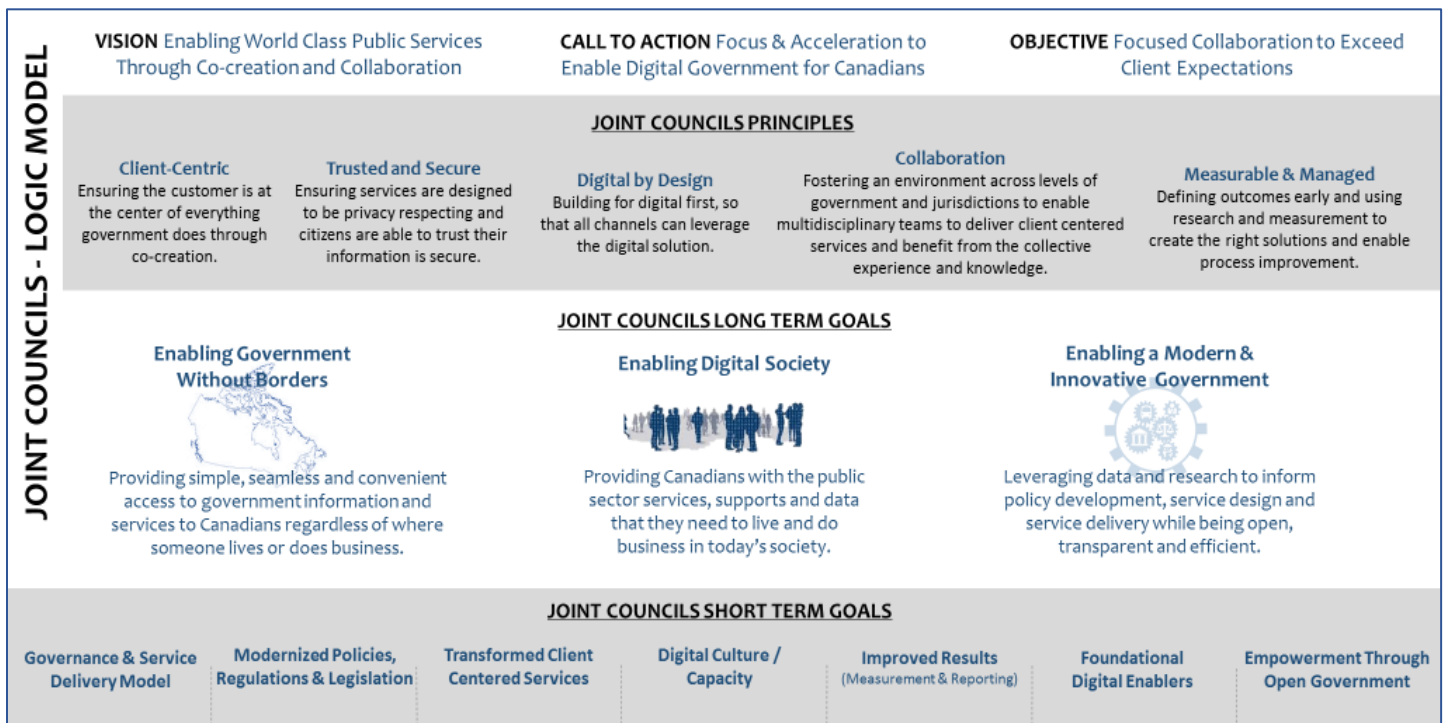 JOINT COUNCILS - LOGIC MODEL
VISION Enabling World Class Public Services
Through Co-creation and Collaboration
CALL TO ACTION Focus & Acceleration to
Enable Digital Government for Canadians
OBJECTIVE Focused Collaboration to Exceed
Client Expectations
JOINT COUNCILS PRINCIPLES
Client-Centric
Ensuring the customer is at
the center of everything
government does through
co-creation.
Trusted and Secure
Ensuring services are designed
to be privacy respecting and
citizens are able to trust their
information is secure.
Digital by Design
Building for digital first, so
that all channels can leverage
the digital solution.
Collaboration
Fostering an environment across levels of
government and jurisdictions to enable
multidisciplinary teams to deliver client centered
services and benefit from the collective
experience and knowledge.
Measurable & Managed
Defining outcomes early and using
research and measurement to
create the right solutions and enable
process improvement.
JOINT COUNCILS LONG TERM GOALS
Enabling Government
Without Borders
Providing simple, seamless and convenient
access to government information and
services to Canadians regardless of where
someone lives or does business.
Enabling Digital Society
Providing Canadians with the public
sector services, supports and data
that they need to live and do
business in today's society.
Enabling a Modern &
Innovative Government
Leveraging data and research to inform
policy development, service design and
service delivery while being open,
transparent and efficient.
JOINT COUNCILS SHORT TERM GOALS
Governance & Service
Delivery Model
Modernized Policies,
Regulations & Legislation
Transformed Client
Centered Services
Digital Culture /
Capacity
Improved Results
(Measurement & Reporting)
Foundational
Digital Enablers
Empowerment Through
Open Government